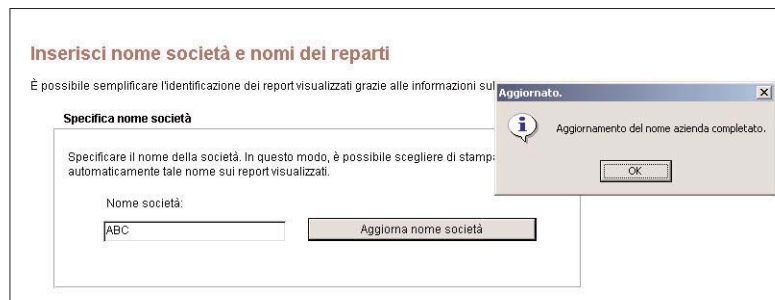 Inserisci nome società e nomi dei reparti
È possibile semplificare l'identificazione dei report visualizzati grazie alle informazioni sul
Aggiornato.
Aggiornamento del nome azienda completato.
OK
Specifica nome società
Specificare il nome della società. In questo modo, è possibile scegliere di stampa
automaticamente tale nome sui report visualizzati.
Nome società:
ABC
Aggiorna nome società